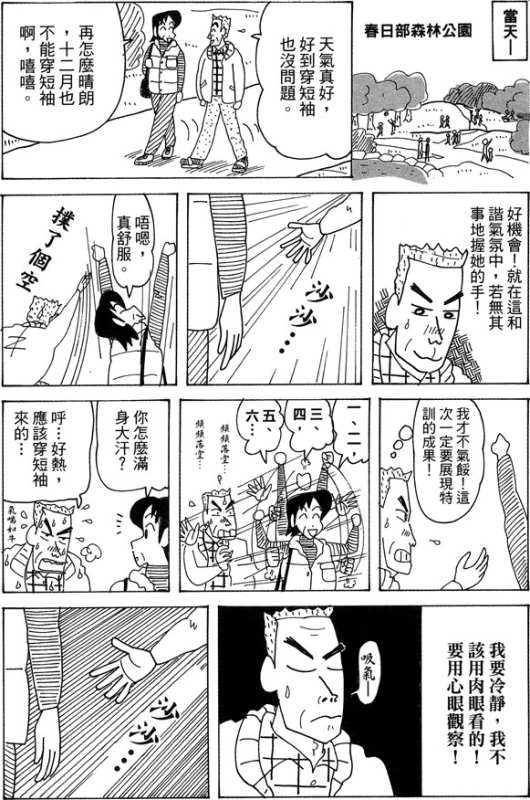 當天—
春日部森林公園
天氣真好，
好到穿短袖
也沒問題。
再怎麼晴朗
，十二月也
不能穿短袖
啊，嘻嘻。
好機會！就在這和
諧氣氛中，若無其
事地握她的手！
沙沙…
唔嗯，
真舒服。
撲了個空
我才不氣餒！這
次一定要展現特
訓的成果！
一、二、
三、四、
五、六、
頻頻落空…
頻頻落空…
你怎麼滿
身大汗？
呼…好熱，
應該穿短袖
來的…
氣喘如牛
我要冷靜，我不
該用肉眼看的！
要用心眼觀察！
吸氣—
沙沙…